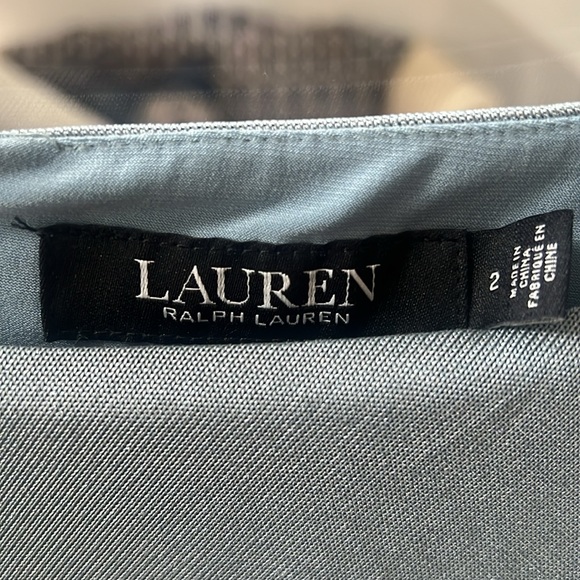 LAUREN
RALPH LAUREN
2
MADE IN
CHINA
FABRIQUÉ EN
CHINE